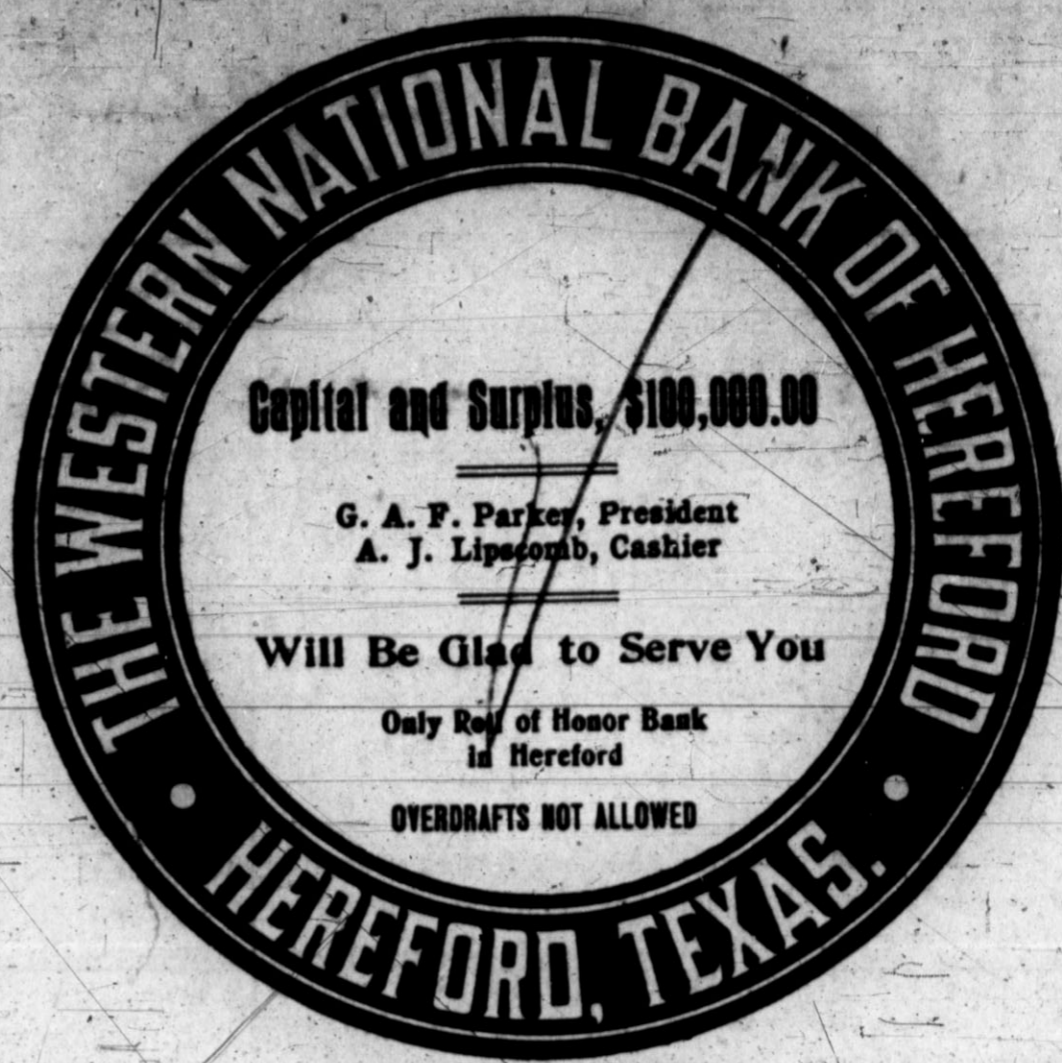 THE WESTERN NATIONAL BANK OF HEREFORD
Capital and Surplus, $100,000.00
G. A. F. Parker, President
A. J. Lipscomb, Cashier
Will Be Glad to Serve You
Only Roll of Honor Bank
in Hereford
OVERDRAFTS NOT ALLOWED
HEREFORD, TEXAS.